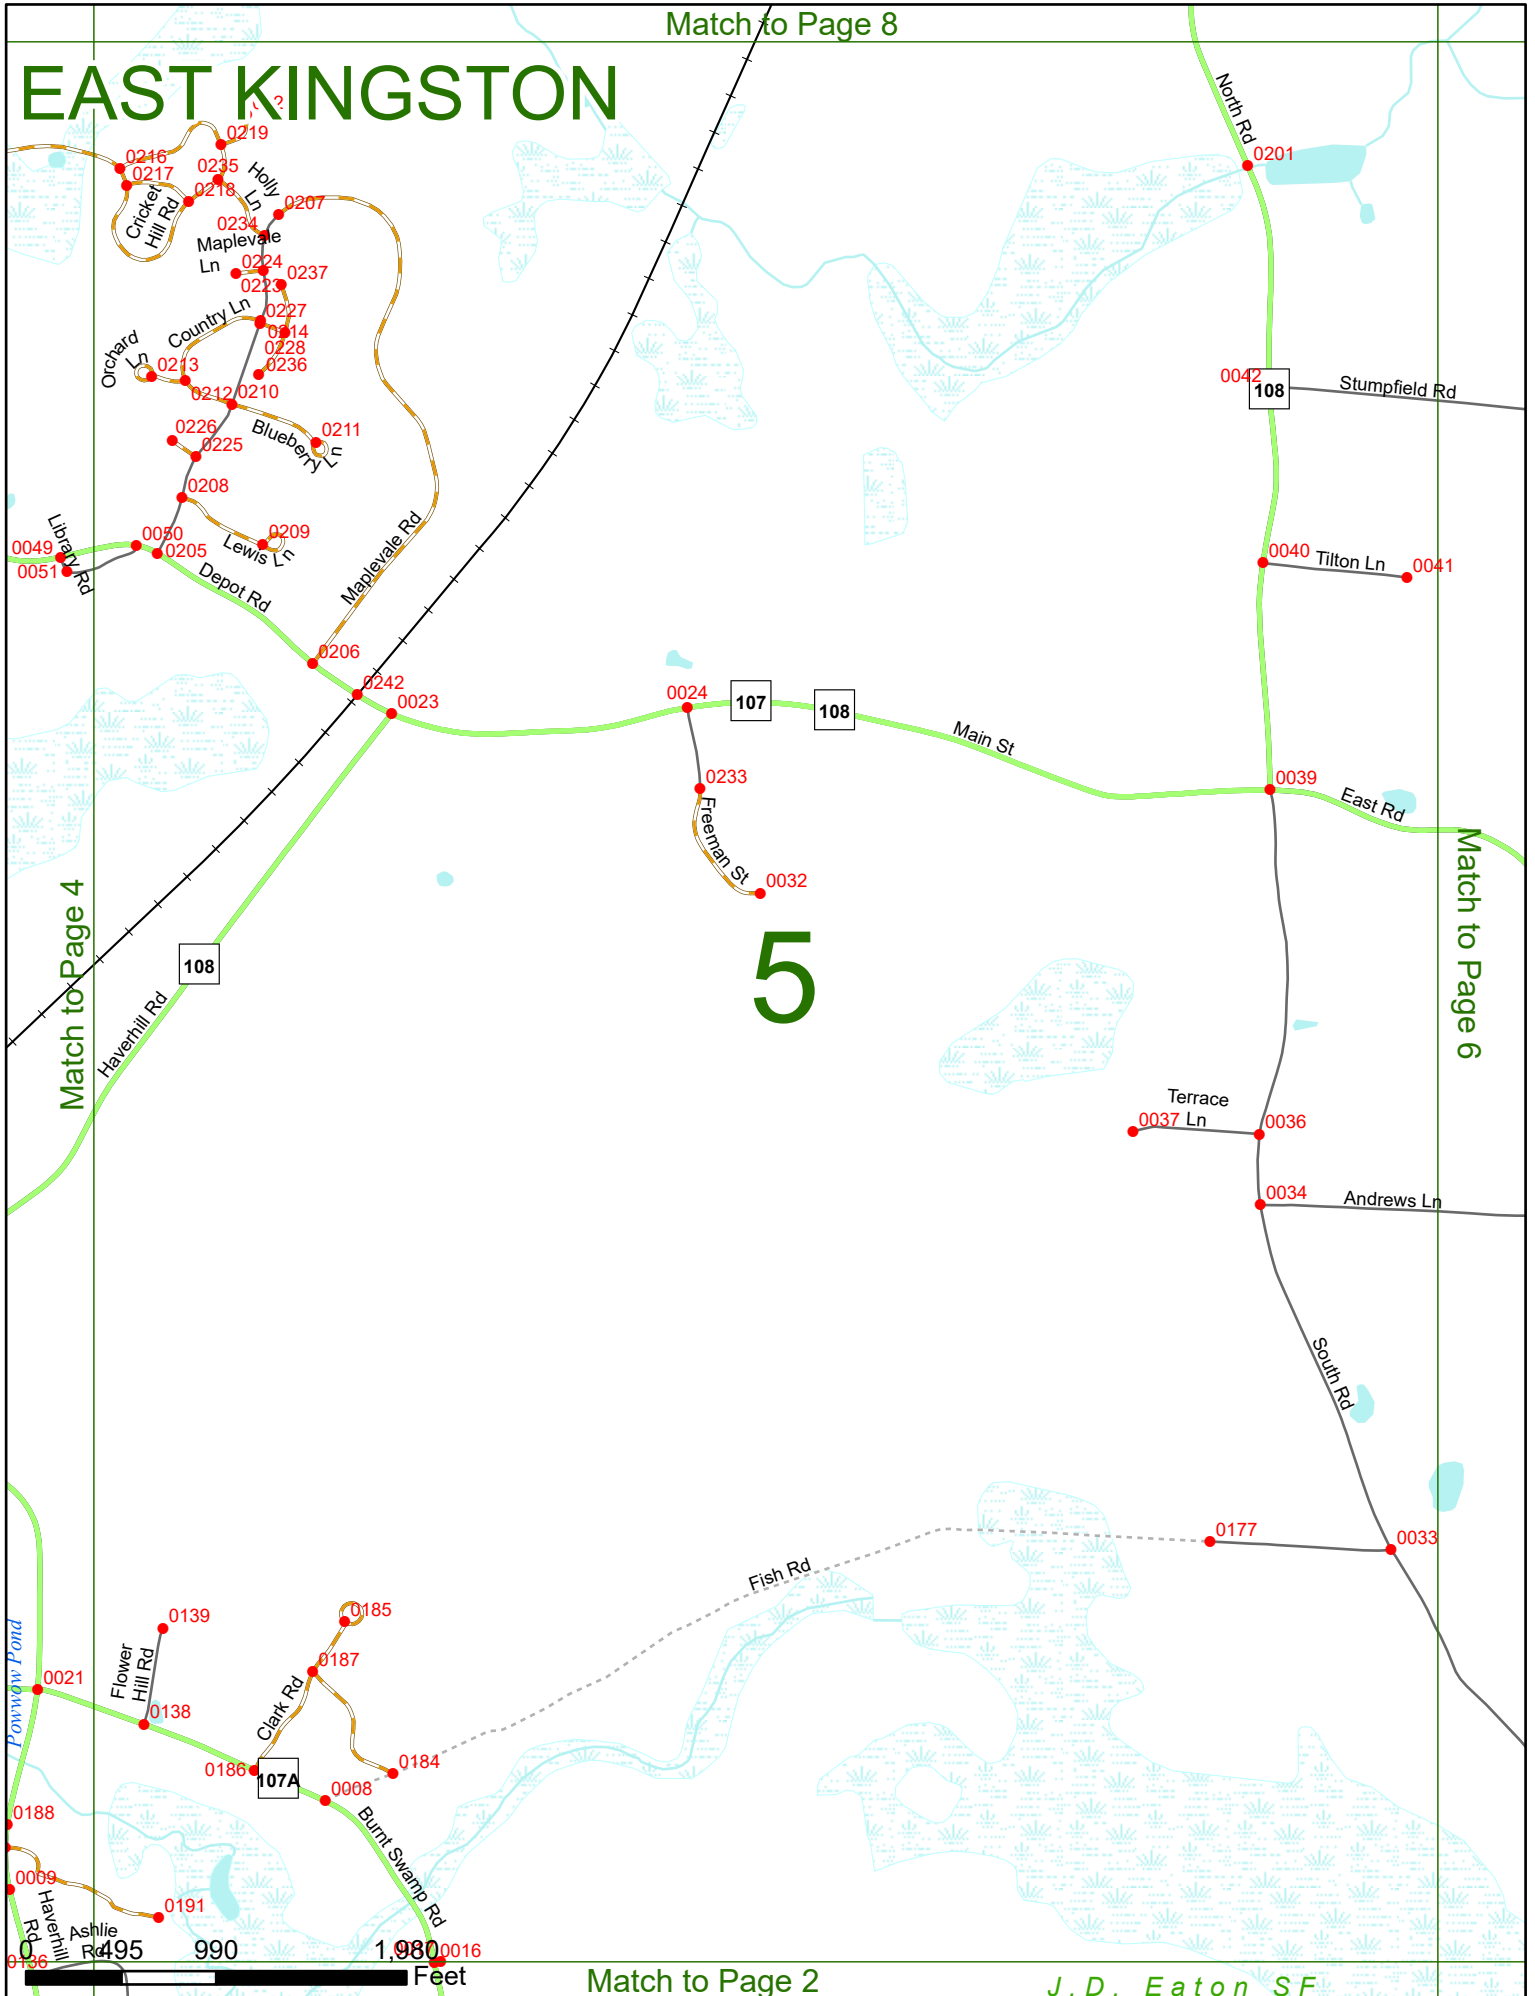 Match to Page 8
EAST KINGSTON
0219
0216
0217
0235
0218
Cricket
Hill Rd
Holly
Ln
0207
0234
Maplevale
Ln
0224
0223
0237
0227
0214
0228
0236
Country Ln
Orchard
Ln
0213
0212
0210
0211
Blueberry
Ln
0226
0225
0208
0209
Lewis Ln
Maplevale Rd
Library Rd
0049
0051
0050
0205
Depot Rd
0206
0242
0023
North Rd
0201
0042
108
Stumpfield Rd
0040
Tilton Ln
0041
0024
107
108
Main St
0039
East Rd
0233
Freeman St
0032
5
Match to Page 4
Match to Page 6
108
Haverhill Rd
Terrace
Ln
0037
0036
0034
Andrews Ln
South Rd
0177
0033
Fish Rd
0139
Flower
Hill Rd
0138
0185
0187
Clark Rd
0186
107A
0184
0008
Burnt Swamp Rd
Powwow Pond
0021
0188
0009
0191
Haverhill
Rd
Ashlie
Rd
0136
0017
0016
0
495
990
1,980
Feet
Match to Page 2
J.D. Eaton SF